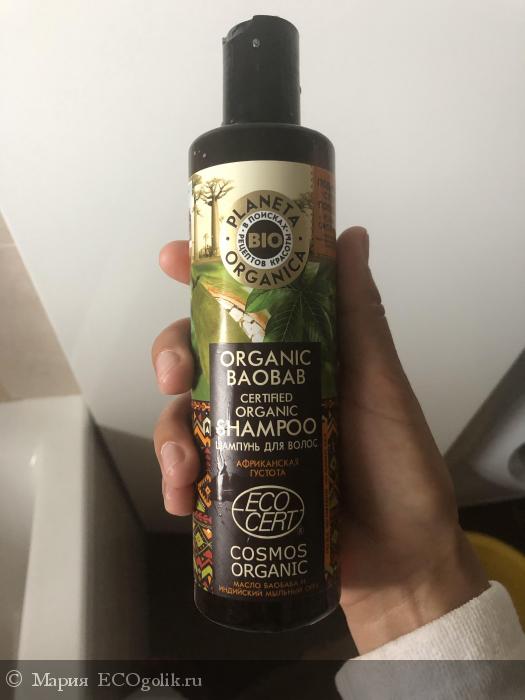 PLANETA
В ПОИСКАХ
BIO
РЕЦЕПТОВ КРАСОТЫ
ORGANICA
ORGANIC
BAOBAB
CERTIFIED
ORGANIC
SHAMPOO
ШАМПУНЬ ДЛЯ ВОЛОС
АФРИКАНСКАЯ
ГУСТОТА
ECO
CERT®
COSMOS
ORGANIC
МАСЛО БАОБАБА И
ИНДИЙСКИЙ МЫЛЬНЫЙ ОРЕХ
© Мария ECOgolik.ru